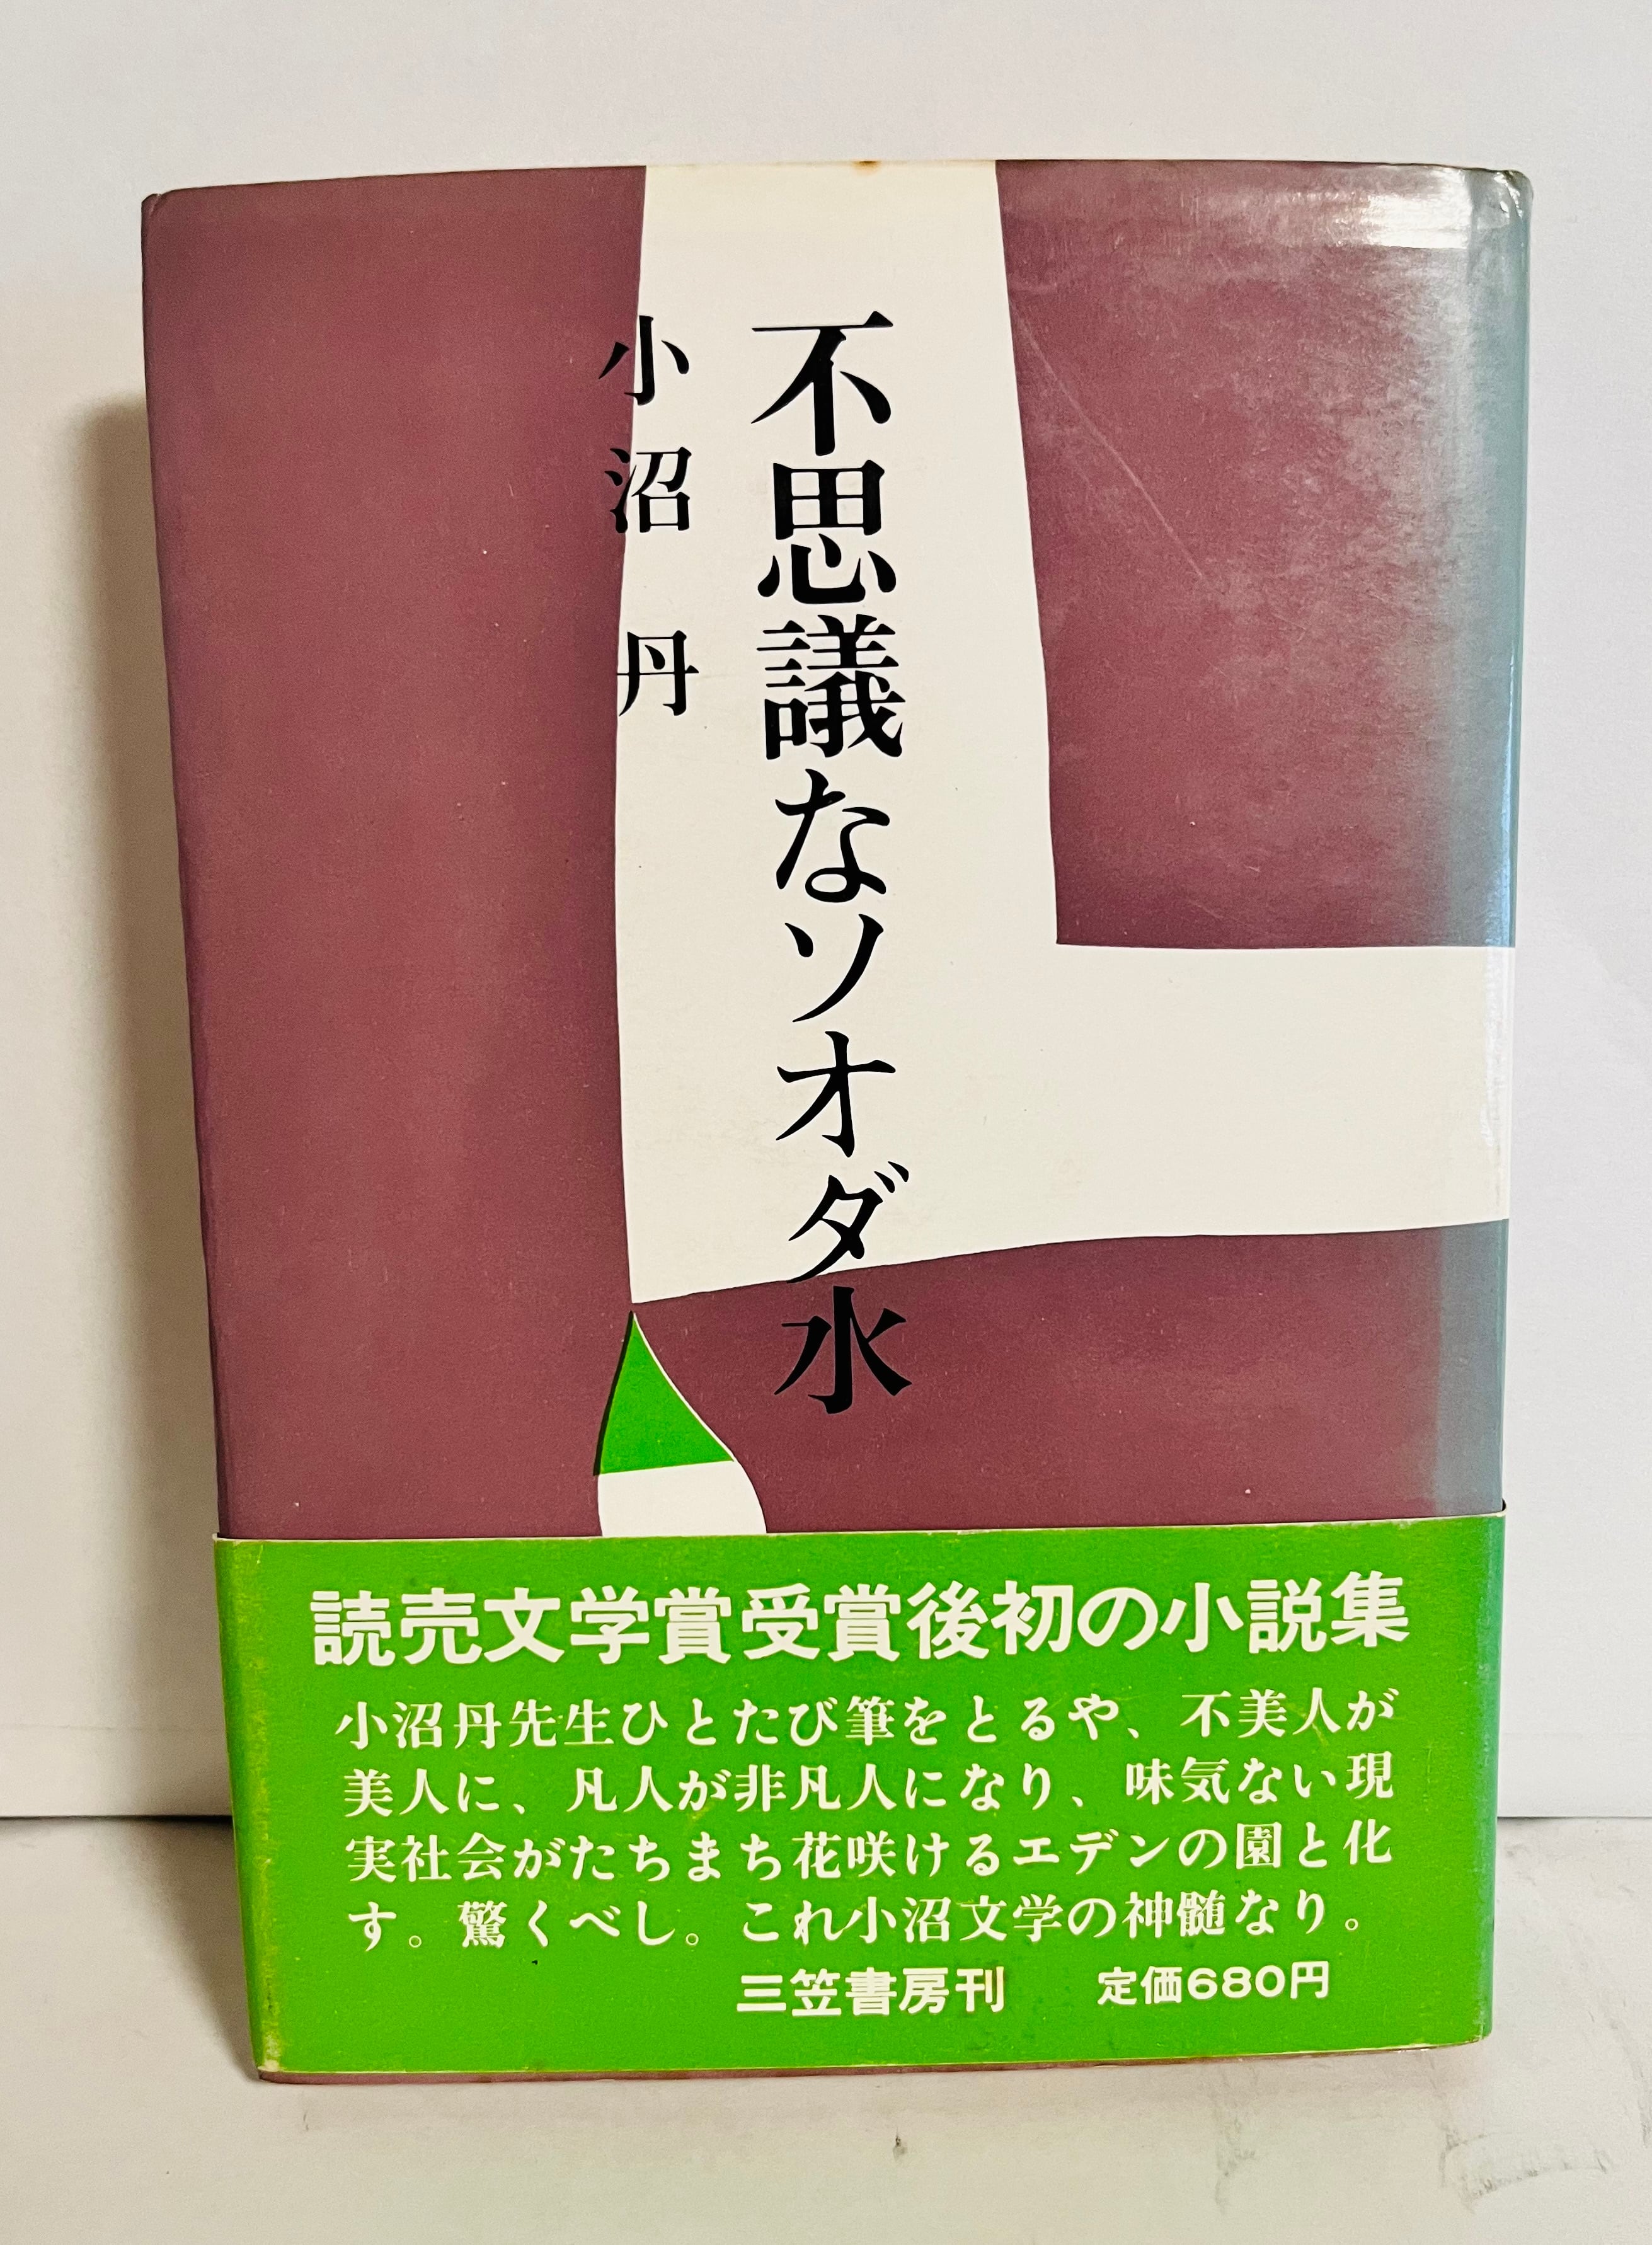 不思議なソオダ水
小沼 丹
読売文学賞受賞後初の小説集
小沼丹先生ひとたび筆をとるや、不美人が
美人に、凡人が非凡人になり、味気ない現
実社会がたちまち花咲けるエデンの園と化
す。驚くべし。これ小沼文学の神髄なり。
三笠書房刊 定価680円